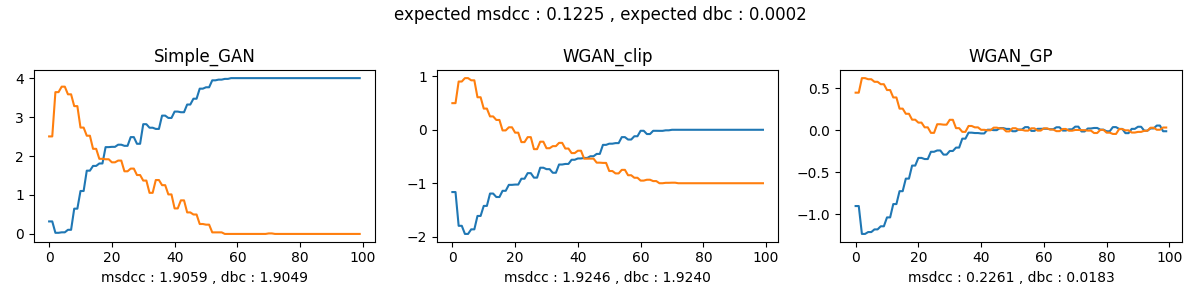 expected msdcc : 0.1225 , expected dbc : 0.0002
Simple_GAN
4
3
2
1
0
0 20 40 60 80 100
msdcc : 1.9059 , dbc : 1.9049
WGAN_clip
1
0
−1
−2
0 20 40 60 80 100
msdcc : 1.9246 , dbc : 1.9240
WGAN_GP
0.5
0.0
−0.5
−1.0
0 20 40 60 80 100
msdcc : 0.2261 , dbc : 0.0183